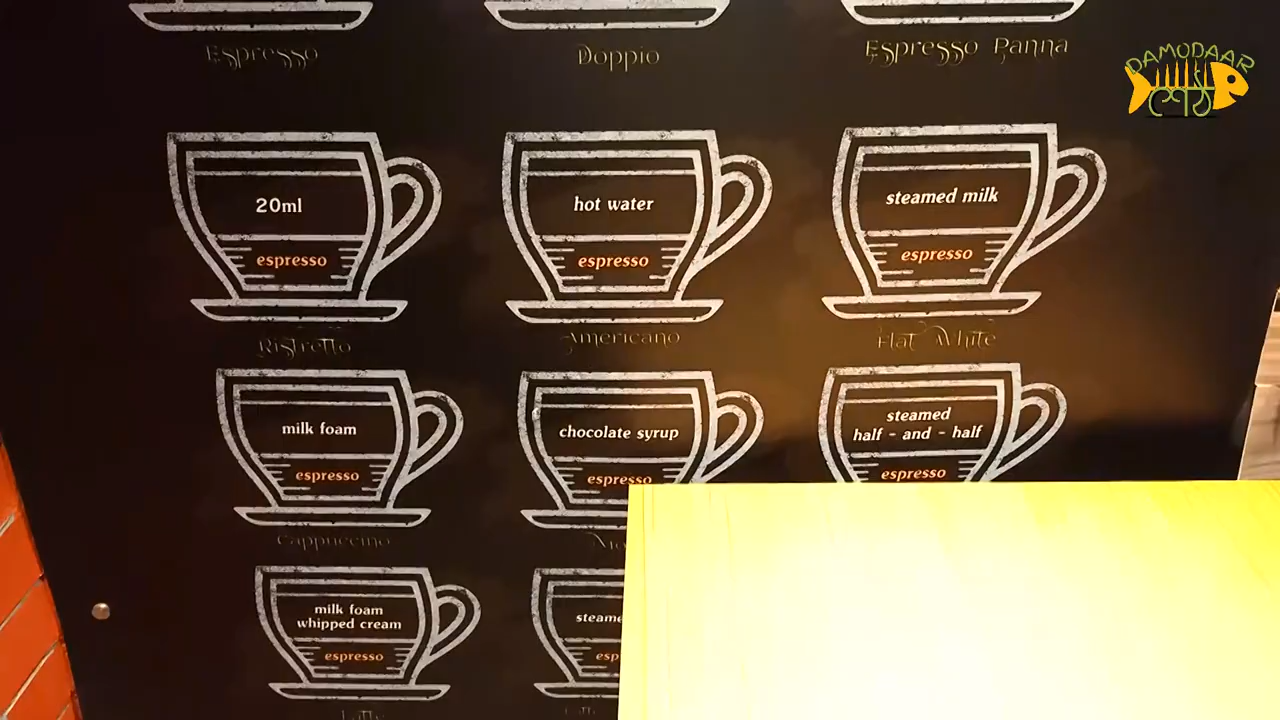 Espresso
Doppio
Espresso Panna
DAMODAAR
20ml
espresso
hot water
espresso
steamed milk
espresso
Ristretto
Americano
Flat White
milk foam
espresso
chocolate syrup
espresso
steamed
half - and - half
espresso
Cappuccino
milk foam
whipped cream
espresso
Latte